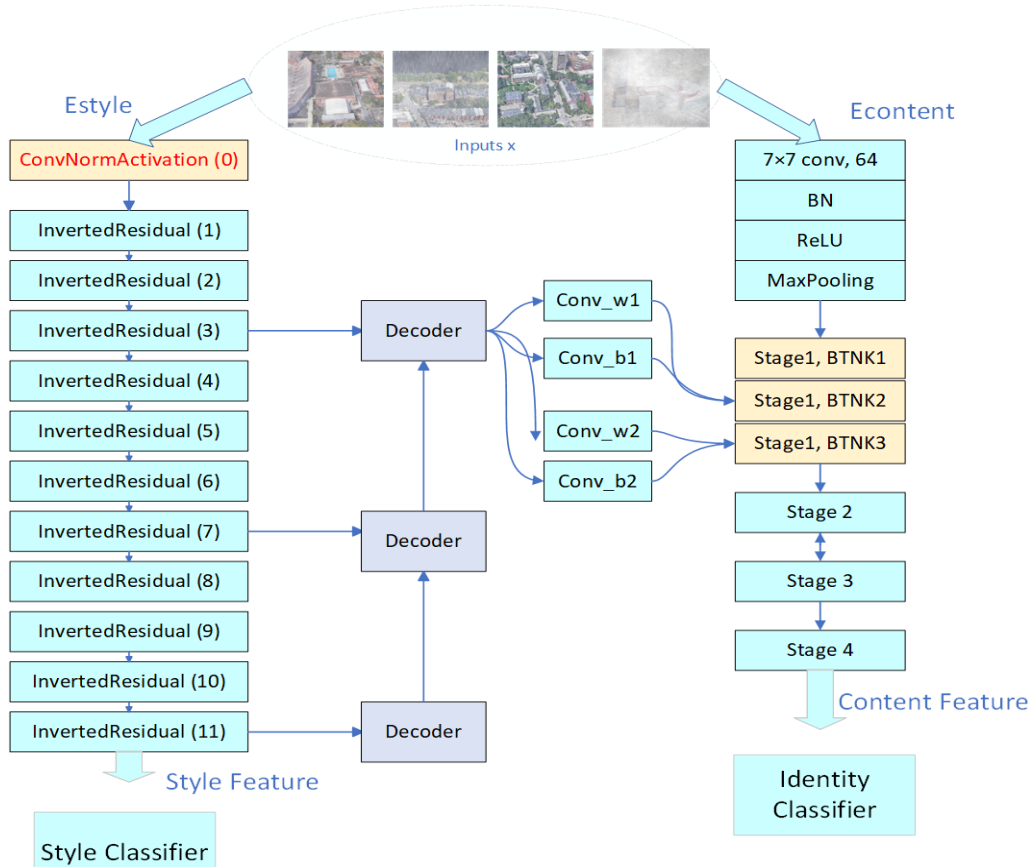 Estyle
Inputs x
Econtent
ConvNormActivation (0)
InvertedResidual (1)
InvertedResidual (2)
InvertedResidual (3)
InvertedResidual (4)
InvertedResidual (5)
InvertedResidual (6)
InvertedResidual (7)
InvertedResidual (8)
InvertedResidual (9)
InvertedResidual (10)
InvertedResidual (11)
Style Feature
Style Classifier
Decoder
Decoder
Decoder
Conv_w1
Conv_b1
Conv_w2
Conv_b2
7×7 conv, 64
BN
ReLU
MaxPooling
Stage1, BTNK1
Stage1, BTNK2
Stage1, BTNK3
Stage 2
Stage 3
Stage 4
Content Feature
Identity
Classifier